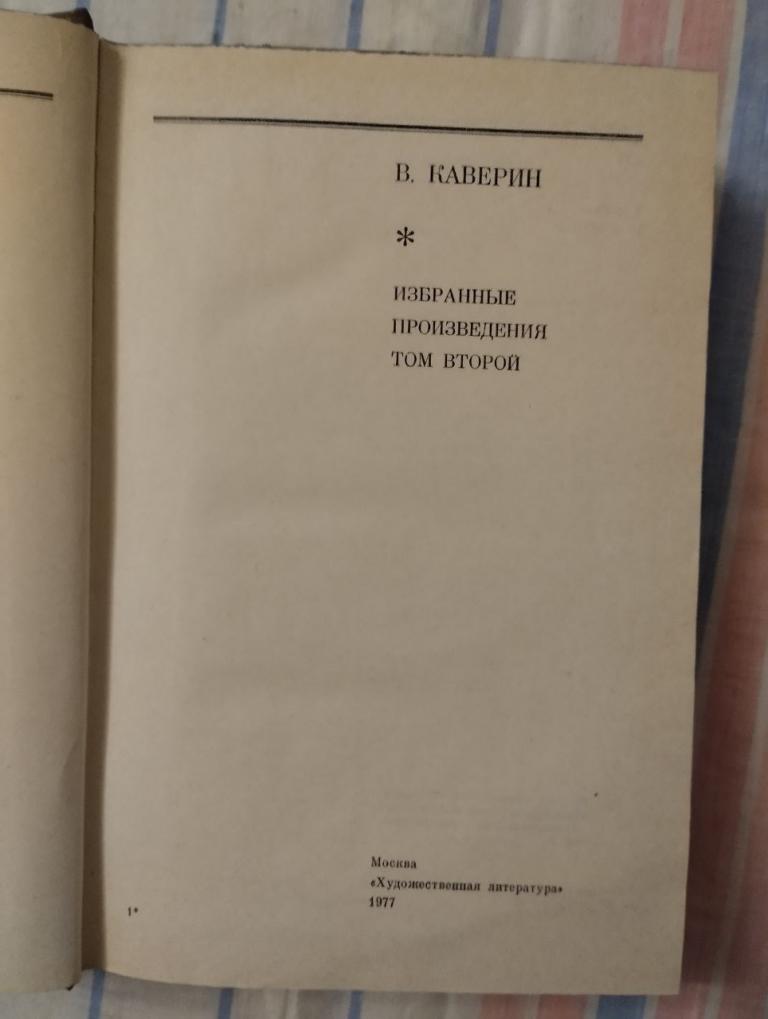 В. КАВЕРИН
*
ИЗБРАННЫЕ
ПРОИЗВЕДЕНИЯ
ТОМ ВТОРОЙ
Москва
«Художественная литература»
1977
1*